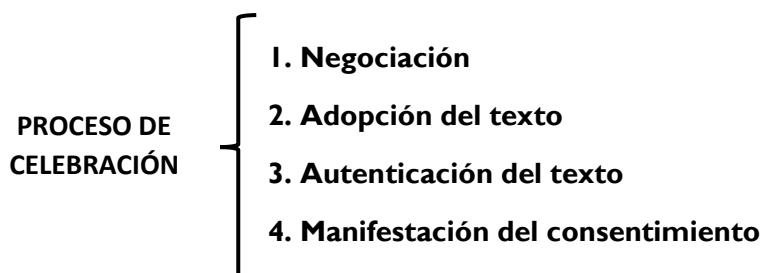 PROCESO DE
CELEBRACIÓN
1. Negociación
2. Adopción del texto
3. Autenticación del texto
4. Manifestación del consentimiento